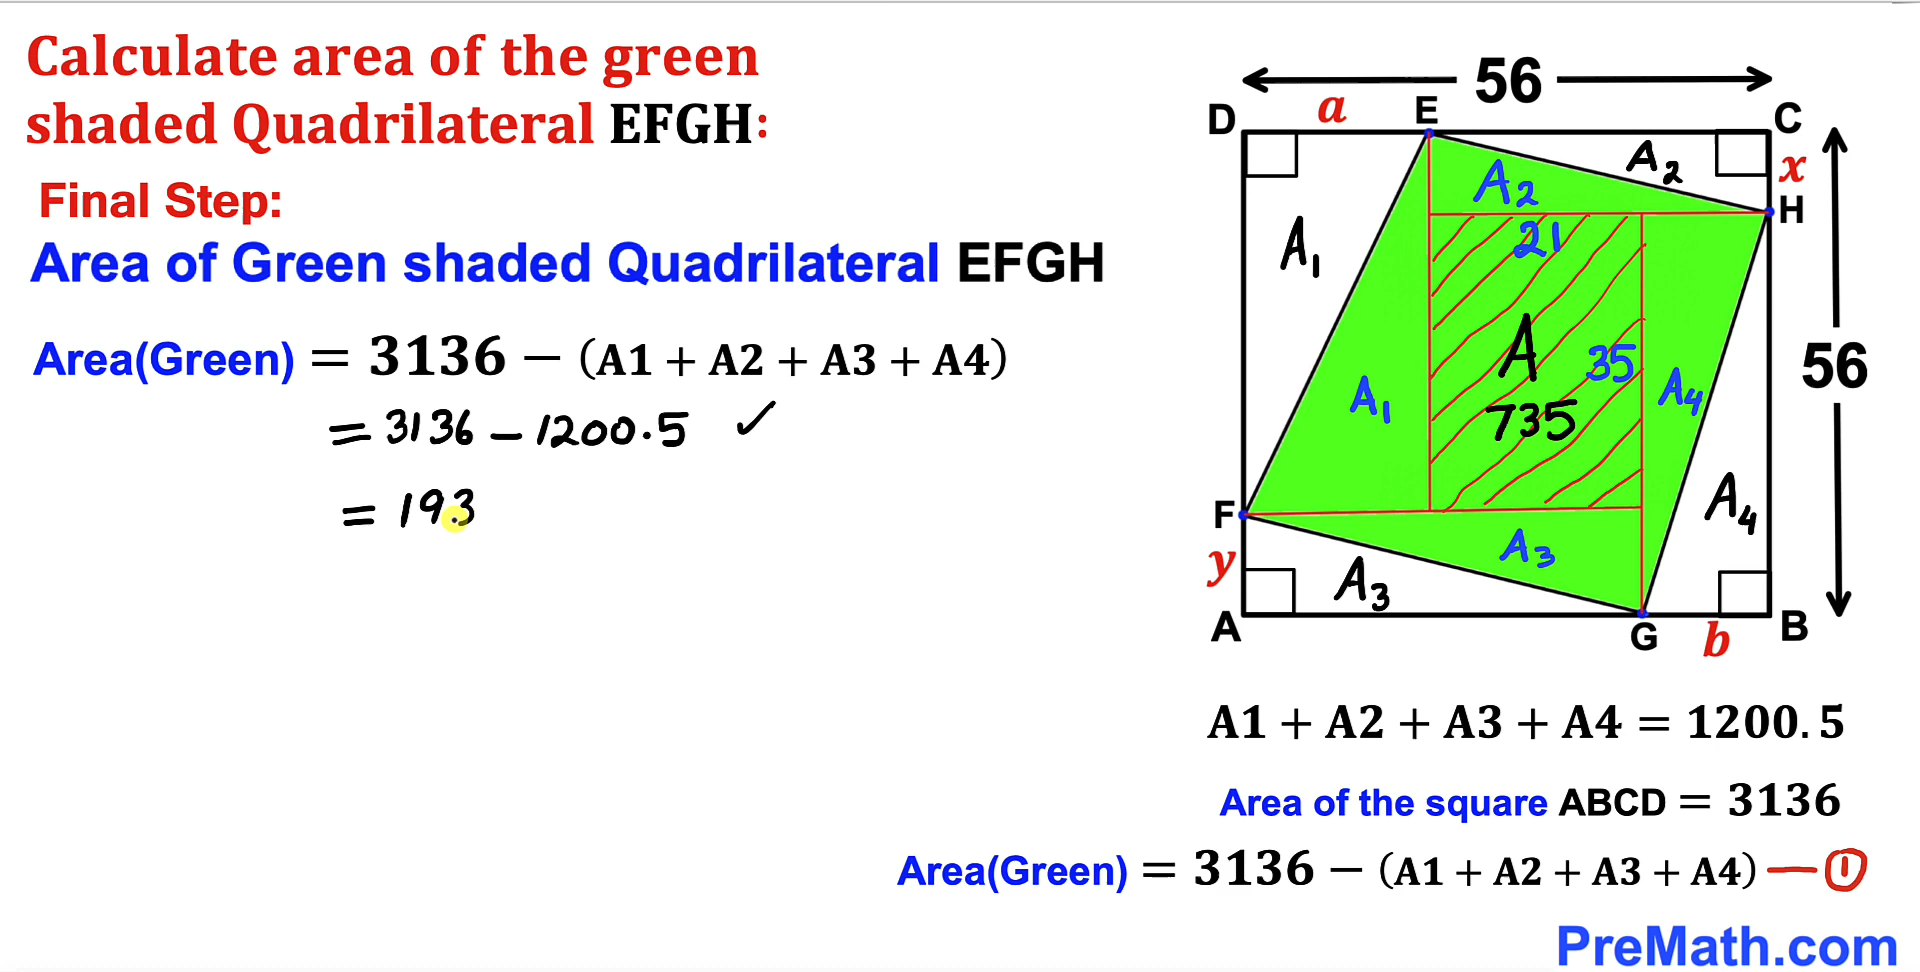 Calculate area of the green
shaded Quadrilateral EFGH:
Final Step:
Area of Green shaded Quadrilateral EFGH
Area(Green) = 3136 − (A1 + A2 + A3 + A4)
= 3136 − 1200.5 ✓
= 193
56
D a E C
A2 x
A2 H
21
A1
A
35 56
A1 A4
735
A4
F
A3
y A3
A G b B
A1 + A2 + A3 + A4 = 1200.5
Area of the square ABCD = 3136
Area(Green) = 3136 − (A1 + A2 + A3 + A4) — ①
PreMath.com